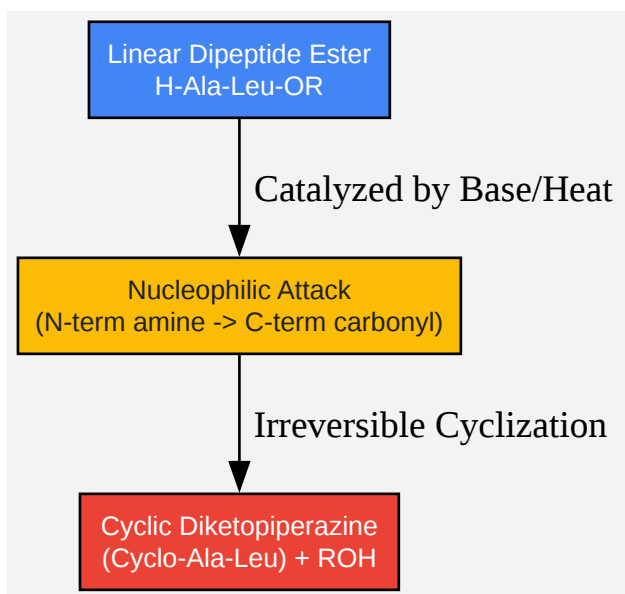 Linear Dipeptide Ester
H-Ala-Leu-OR
Catalyzed by Base/Heat
Nucleophilic Attack
(N-term amine -> C-term carbonyl)
Irreversible Cyclization
Cyclic Diketopiperazine
(Cyclo-Ala-Leu) + ROH